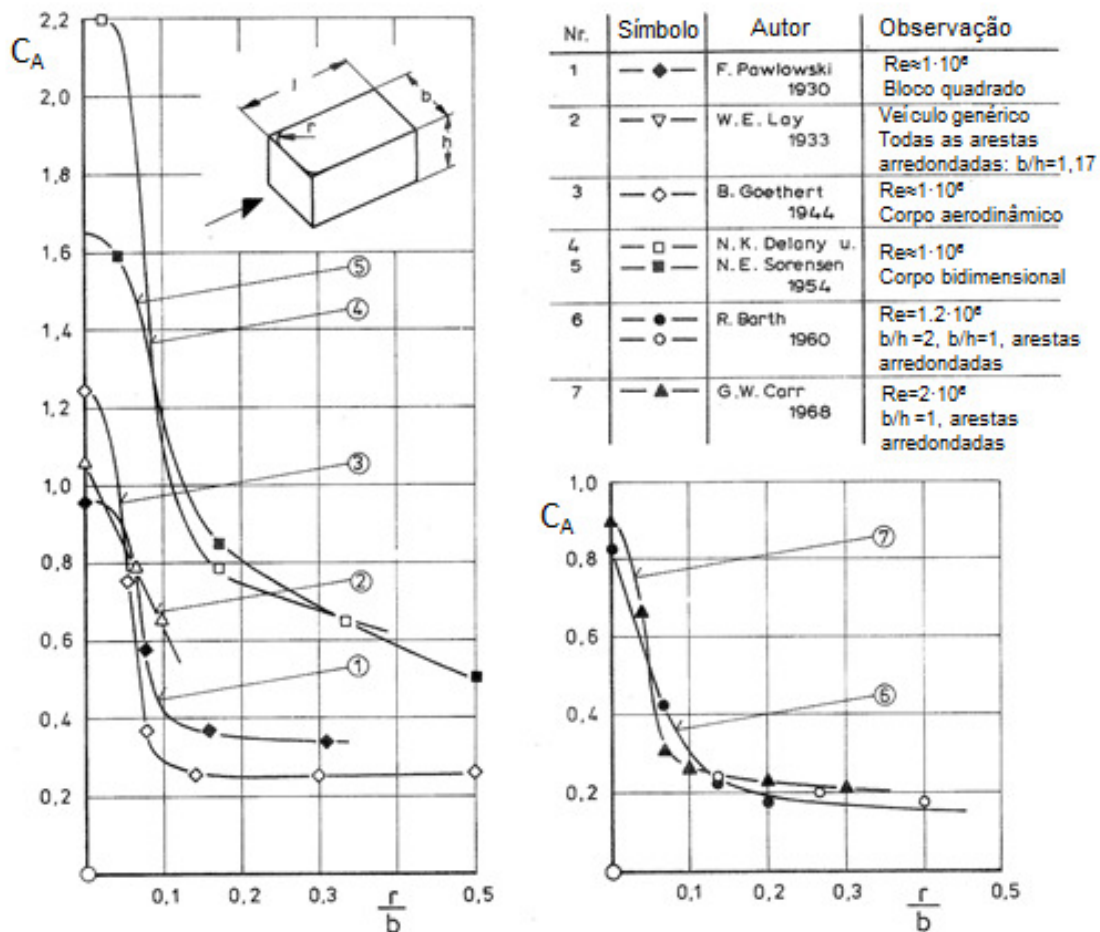 2,2
C_A
2,0
1,8
1,6
1,4
1,2
1,0
0,8
0,6
0,4
0,2
0,1
r/b
0,3
0,5
l
b
h
r
⑤
④
③
②
①
Nr. Símbolo Autor Observação
1 F. Pawlowski 1930 Re≈1·10⁶
Bloco quadrado
2 W.E. Lay 1933 Veículo genérico
Todas as arestas
arredondadas: b/h=1,17
3 B. Goethert 1944 Re≈1·10⁶
Corpo aerodinâmico
4 N.K. Delany u.
5 N.E. Sorensen
1954
Re≈1·10⁶
Corpo bidimensional
6 R. Barth 1960 Re=1.2·10⁶
b/h =2, b/h=1, arestas
arredondadas
7 G.W. Carr 1968 Re=2·10⁶
b/h =1, arestas
arredondadas
1,0
C_A
0,8
0,6
0,4
0,2
0,1
r/b
0,3
0,5
⑦
⑥